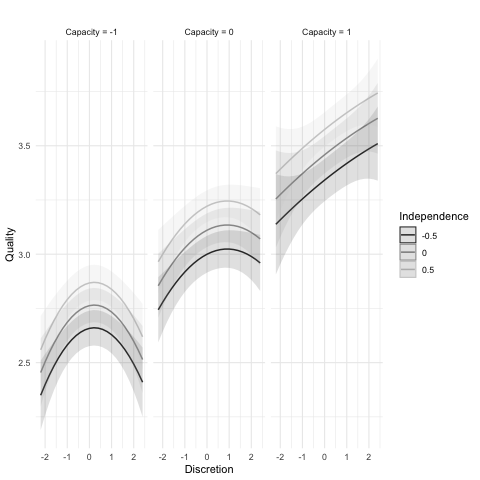 Capacity = -1 Capacity = 0 Capacity = 1
3.5
3.0
2.5
Quality
-2 -1 0 1 2 -2 -1 0 1 2 -2 -1 0 1 2
Discretion
Independence
-0.5
0
0.5